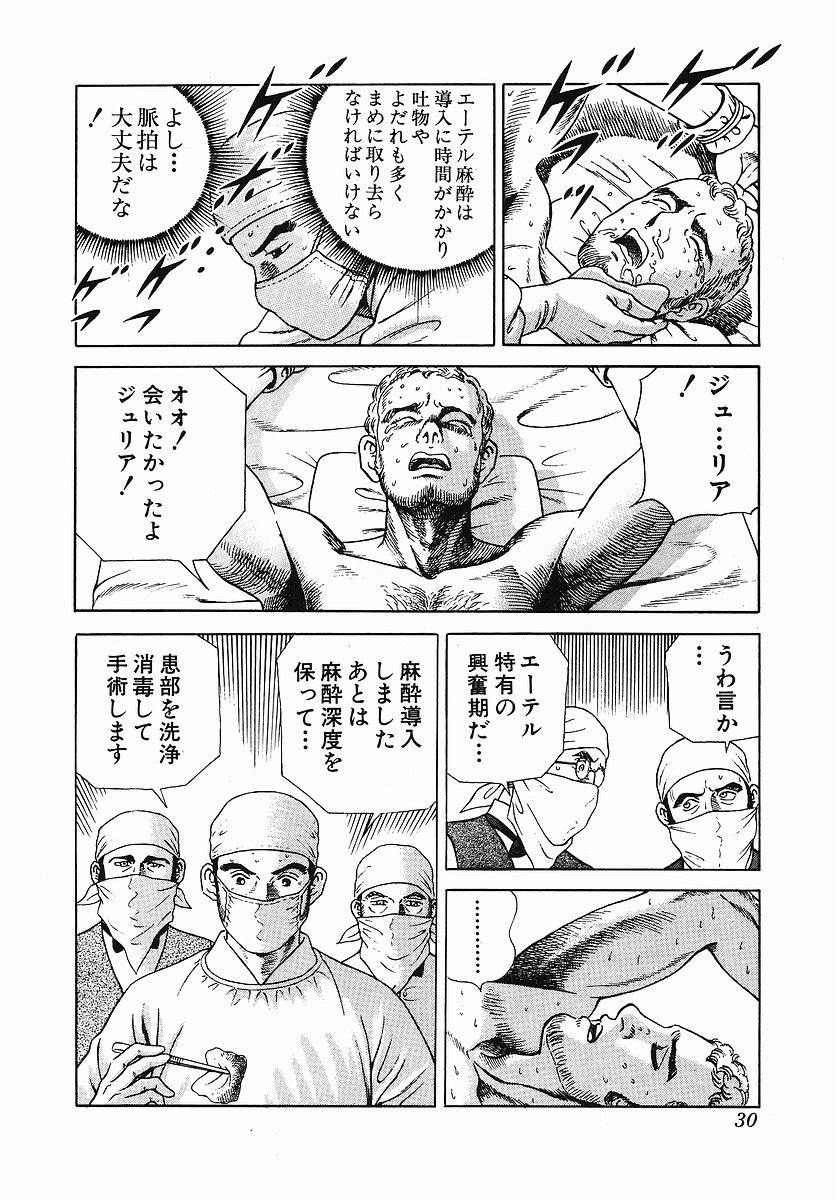 ゲゲゲ
エーテル麻酔は
導入に時間がかかり
吐物や
よだれも多く
まめに取り去ら
なければいけない
よし…
脈拍は
大丈夫だな
！
ジュ…リア
！
オオ！
会いたかったよ
ジュリア！
うわ言か
…
エーテル
特有の
興奮期だ…
………
麻酔導入
しました
あとは
麻酔深度を
保って…
患部を洗浄
消毒して
手術します
30